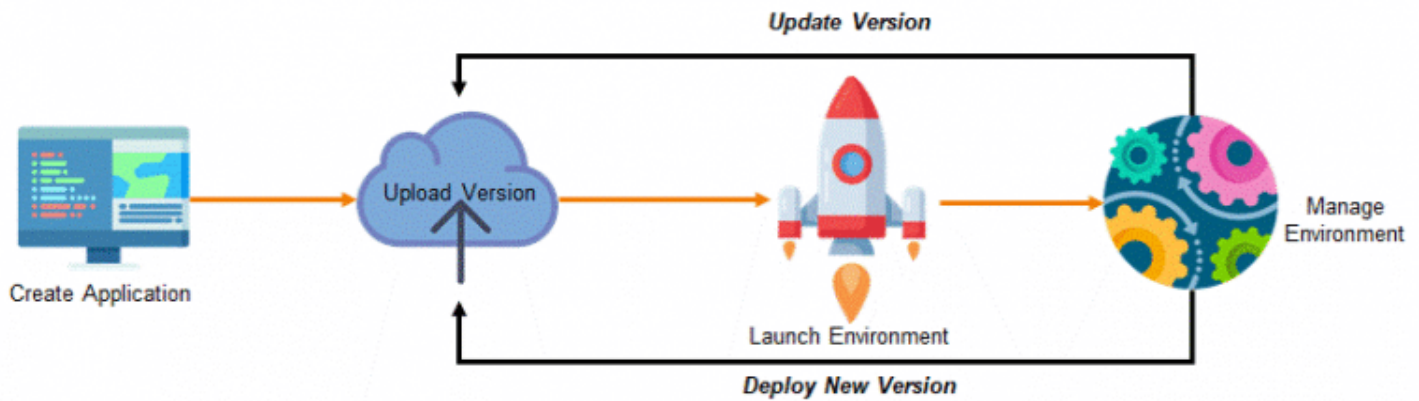 Update Version
Upload Version
Manage
Environment
Create Application
Launch Environment
Deploy New Version